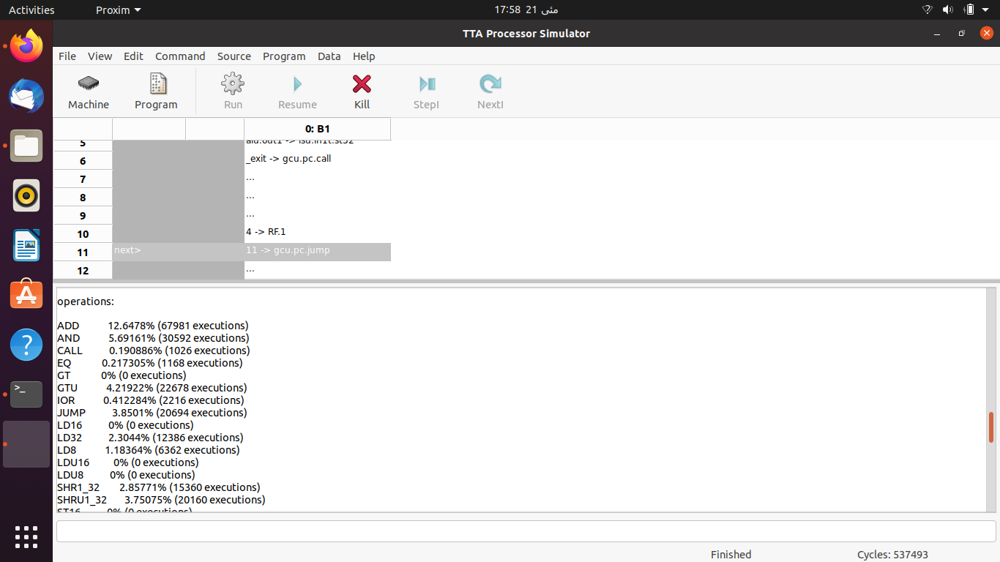 Activities Proxim 17:58 21 مئی
TTA Processor Simulator
File View Edit Command Source Program Data Help
Machine Program Run Resume Kill StepI NextI
0: B1
5 alu.out1 -> lsu.in1t.st32
6 _exit -> gcu.pc.call
7 ...
8 ...
9 ...
10 4 -> RF.1
11 next> 11 -> gcu.pc.jump
12 ...
operations:
ADD 12.6478% (67981 executions)
AND 5.69161% (30592 executions)
CALL 0.190886% (1026 executions)
EQ 0.217305% (1168 executions)
GT 0% (0 executions)
GTU 4.21922% (22678 executions)
IOR 0.412284% (2216 executions)
JUMP 3.8501% (20694 executions)
LD16 0% (0 executions)
LD32 2.3044% (12386 executions)
LD8 1.18364% (6362 executions)
LDU16 0% (0 executions)
LDU8 0% (0 executions)
SHR1_32 2.85771% (15360 executions)
SHRU1_32 3.75075% (20160 executions)
ST16 0% (0 executions)
Finished Cycles: 537493